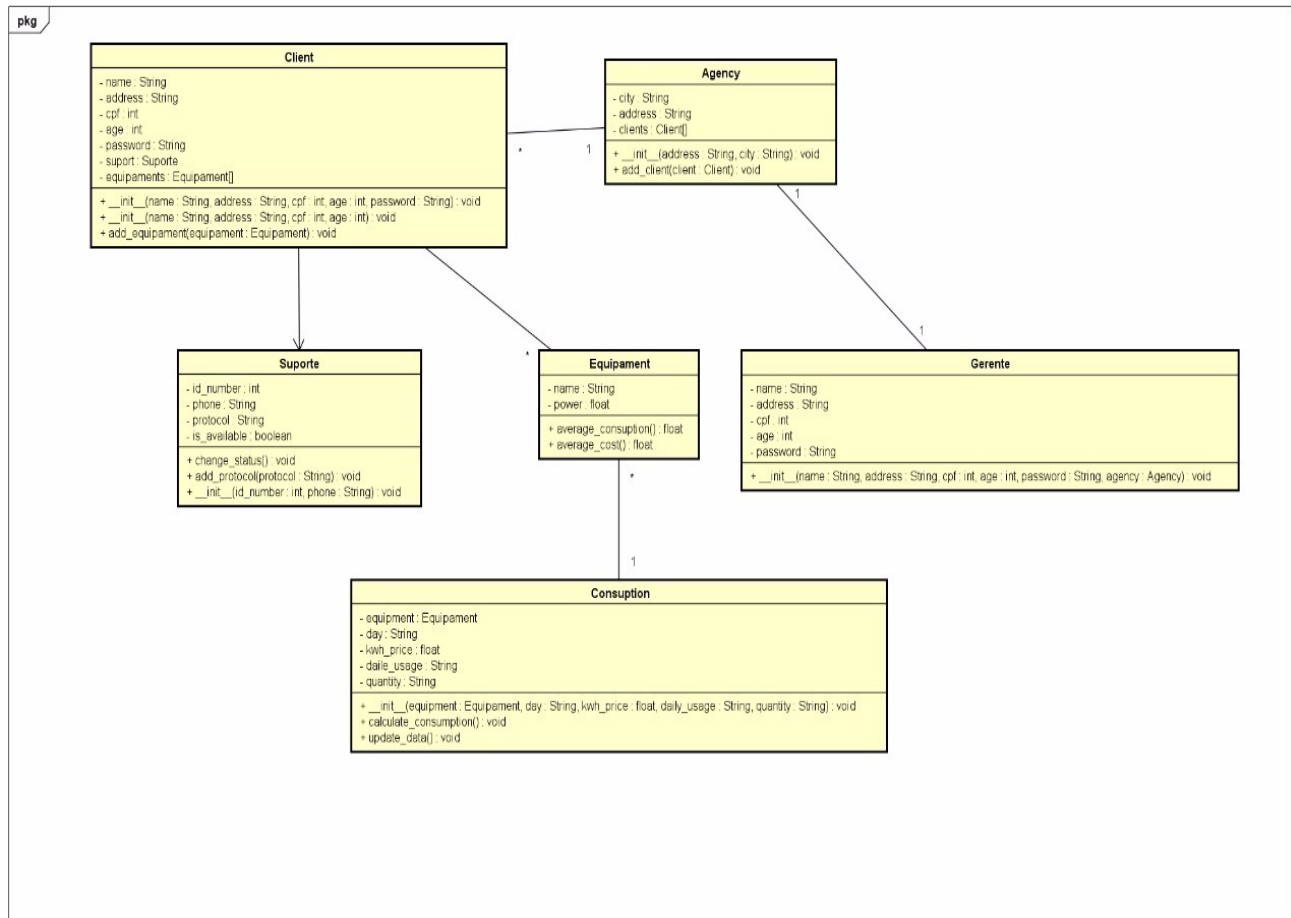 pkg
Client
- name : String
- address : String
- cpf : int
- age : int
- password : String
- suport : Suporte
- equipaments : Equipament[]
+ __init__(name : String, address : String, cpf : int, age : int, password : String) : void
+ __init__(name : String, address : String, cpf : int, age : int) : void
+ add_equipament(equipament : Equipament) : void
Agency
- city : String
- address : String
- clients : Client[]
+ __init__(address : String, city : String) : void
+ add_client(client : Client) : void
*
1
1
1
*
Suporte
- id_number : int
- phone : String
- protocol : String
- is_available : boolean
+ change_status() : void
+ add_protocol(protocol : String) : void
+ __init__(id_number : int, phone : String) : void
Equipament
- name : String
- power : float
+ average_consuption() : float
+ average_cost() : float
Gerente
- name : String
- address : String
- cpf : int
- age : int
- password : String
+ __init__(name : String, address : String, cpf : int, age : int, password : String, agency : Agency) : void
*
1
Consuption
- equipment : Equipament
- day : String
- kwh_price : float
- daile_usage : String
- quantity : String
+ __init__(equipment : Equipament, day : String, kwh_price : float, daily_usage : String, quantity : String) : void
+ calculate_consumption() : void
+ update_data() : void